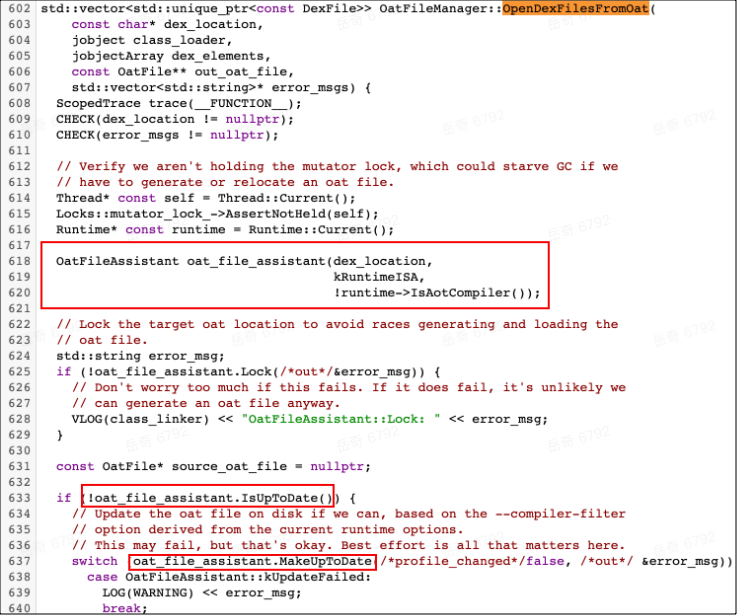 602 std::vector<std::unique_ptr<const DexFile>> OatFileManager::OpenDexFilesFromOat(
603     const char* dex_location,
604     jobject class_loader,
605     jobjectArray dex_elements,
606     const OatFile** out_oat_file,
607     std::vector<std::string>* error_msgs) {
608   ScopedTrace trace(__FUNCTION__);
609   CHECK(dex_location != nullptr);
610   CHECK(error_msgs != nullptr);
611
612   // Verify we aren't holding the mutator lock, which could starve GC if we
613   // have to generate or relocate an oat file.
614   Thread* const self = Thread::Current();
615   Locks::mutator_lock_->AssertNotHeld(self);
616   Runtime* const runtime = Runtime::Current();
617
618   OatFileAssistant oat_file_assistant(dex_location,
619                                       kRuntimeISA,
620                                       !runtime->IsAotCompiler());
621
622   // Lock the target oat location to avoid races generating and loading the
623   // oat file.
624   std::string error_msg;
625   if (!oat_file_assistant.Lock(/*out*/&error_msg)) {
626     // Don't worry too much if this fails. If it does fail, it's unlikely we
627     // can generate an oat file anyway.
628     VLOG(class_linker) << "OatFileAssistant::Lock: " << error_msg;
629   }
630
631   const OatFile* source_oat_file = nullptr;
632
633   if (!oat_file_assistant.IsUpToDate()) {
634     // Update the oat file on disk if we can, based on the --compiler-filter
635     // option derived from the current runtime options.
636     // This may fail, but that's okay. Best effort is all that matters here.
637     switch (oat_file_assistant.MakeUpToDate(/*profile_changed*/false, /*out*/ &error_msg))
638       case OatFileAssistant::kUpdateFailed:
639         LOG(WARNING) << error_msg;
640         break;
岳奇 6792